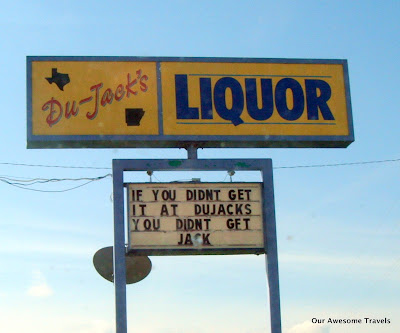 Du-Jack's
LIQUOR
IF YOU DIDNT GET
IT AT DUJACKS
YOU DIDNT GET
JACK
Our Awesome Travels